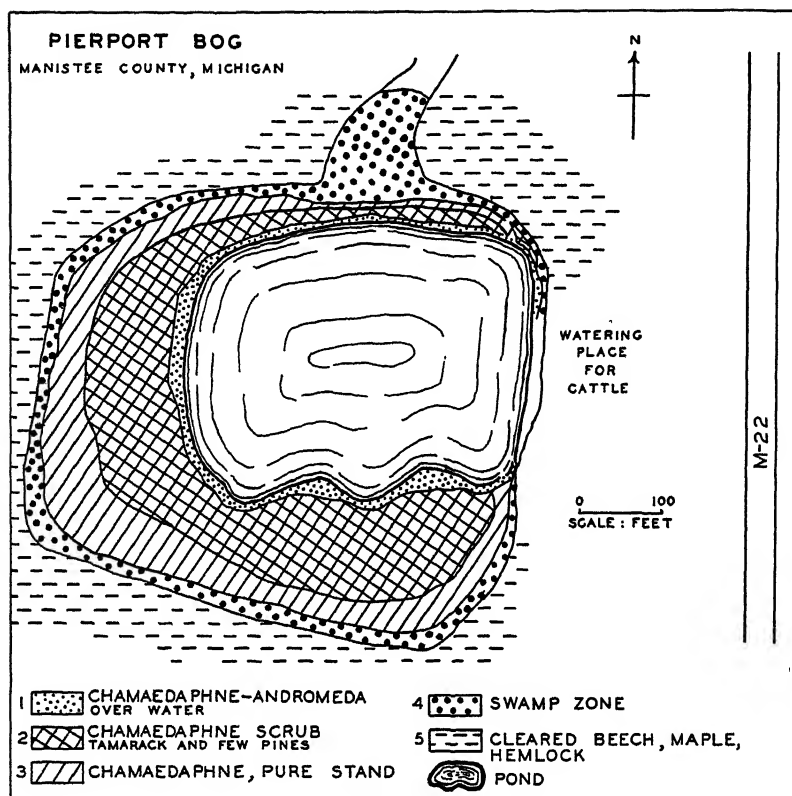 PIERPORT BOG
MANISTEE COUNTY, MICHIGAN
N
WATERING
PLACE
FOR
CATTLE
M-22
0 100
SCALE : FEET
1 CHAMAEDAPHNE-ANDROMEDA
OVER WATER
2 CHAMAEDAPHNE SCRUB
TAMARACK AND FEW PINES
3 CHAMAEDAPHNE, PURE STAND
4 SWAMP ZONE
5 CLEARED BEECH, MAPLE,
HEMLOCK
POND